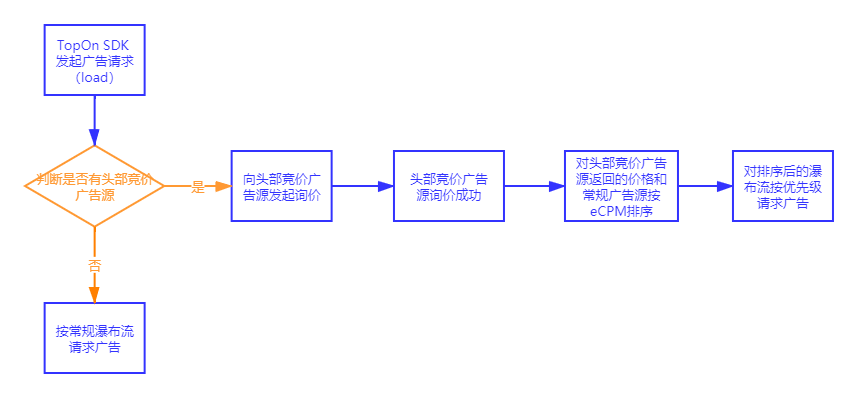 TopOn SDK
发起广告请求
（load）
判断是否有头部竞价
广告源
是
向头部竞价广
告源发起询价
头部竞价广告
源询价成功
对头部竞价广告
源返回的价格和
常规广告源按
eCPM排序
对排序后的瀑
布流按优先级
请求广告
否
按常规瀑布流
请求广告